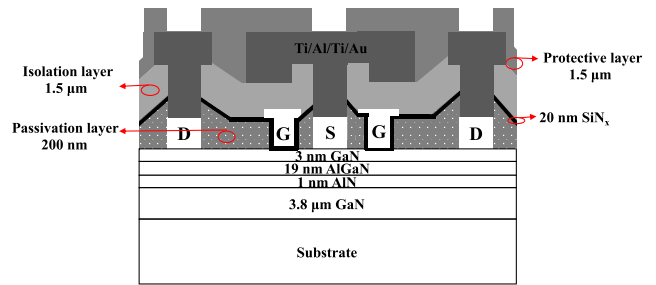 Ti/Al/Ti/Au
Isolation layer
1.5 μm
Protective layer
1.5 μm
Passivation layer
200 nm
20 nm SiNx
D
G
S
G
D
3 nm GaN
19 nm AlGaN
1 nm AlN
3.8 μm GaN
Substrate